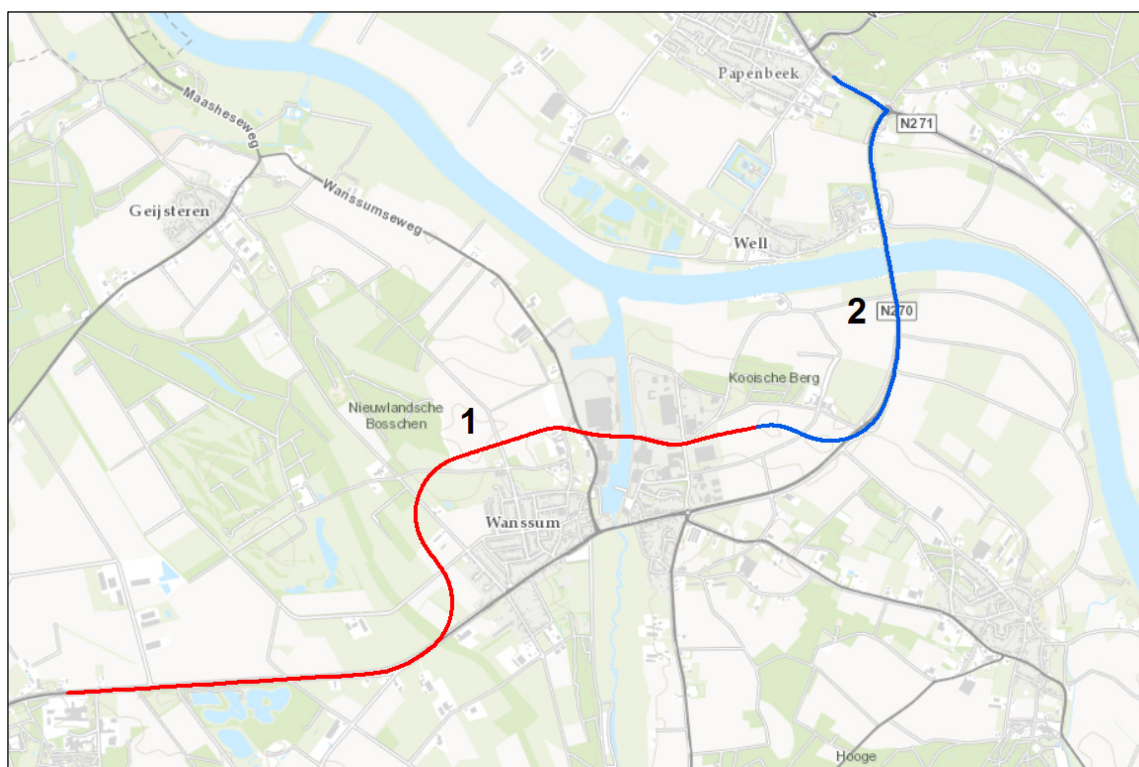 Papenbeek
N271
Maasheseweg
Geijsteren
Wanssumseweg
Well
2
N270
Kooische Berg
Nieuwlandsche
Bosschen
1
Wanssum
Hooge